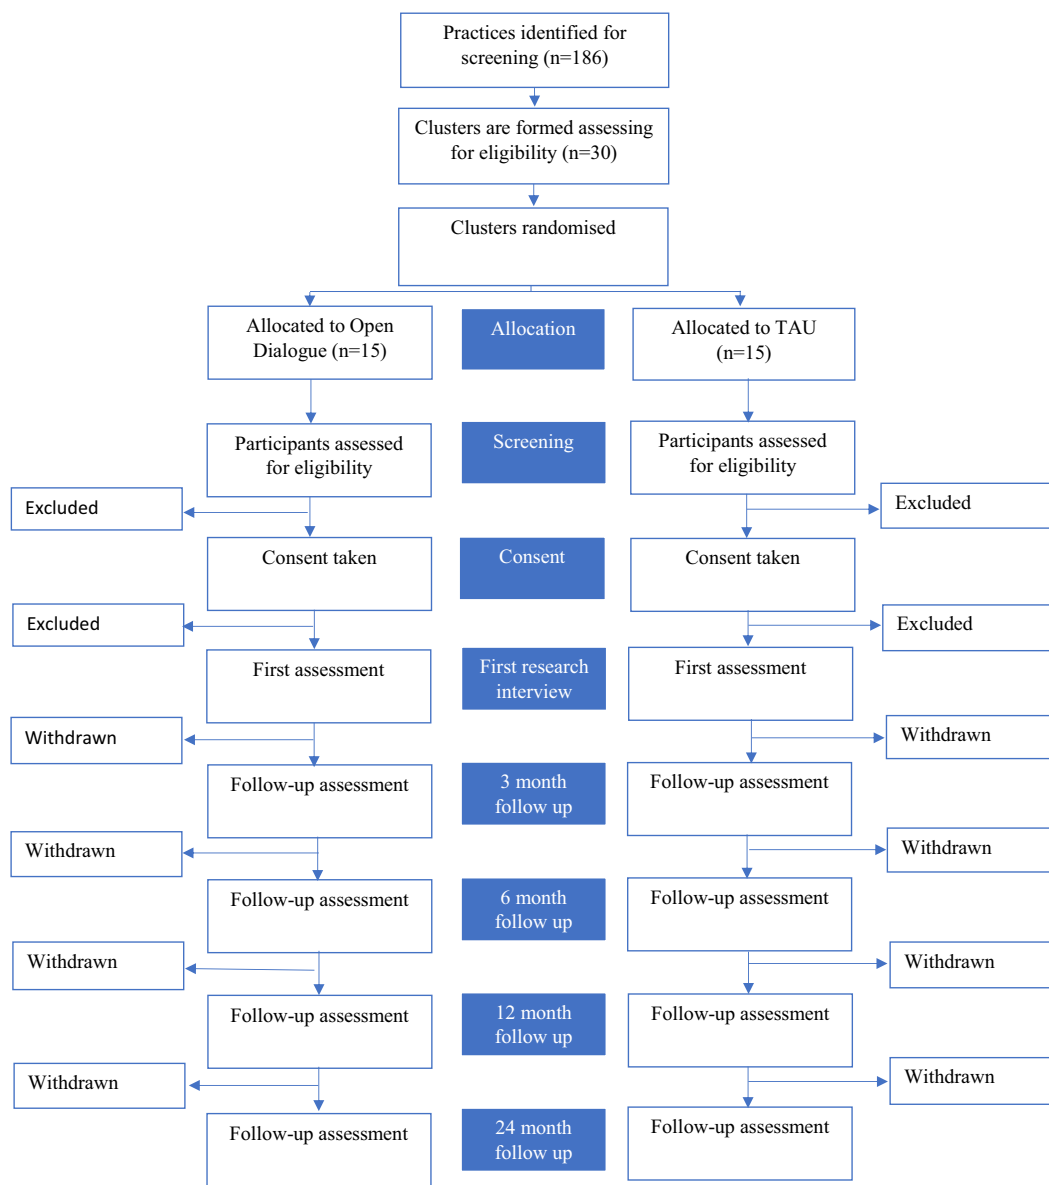 Practices identified for
screening (n=186)
Clusters are formed assessing
for eligibility (n=30)
Clusters randomised
Allocated to Open
Dialogue (n=15)
Allocation
Allocated to TAU
(n=15)
Participants assessed
for eligibility
Screening
Participants assessed
for eligibility
Excluded
Excluded
Consent taken
Consent
Consent taken
Excluded
Excluded
First assessment
First research
interview
First assessment
Withdrawn
Withdrawn
Follow-up assessment
3 month
follow up
Follow-up assessment
Withdrawn
Withdrawn
Follow-up assessment
6 month
follow up
Follow-up assessment
Withdrawn
Withdrawn
Follow-up assessment
12 month
follow up
Follow-up assessment
Withdrawn
Withdrawn
Follow-up assessment
24 month
follow up
Follow-up assessment